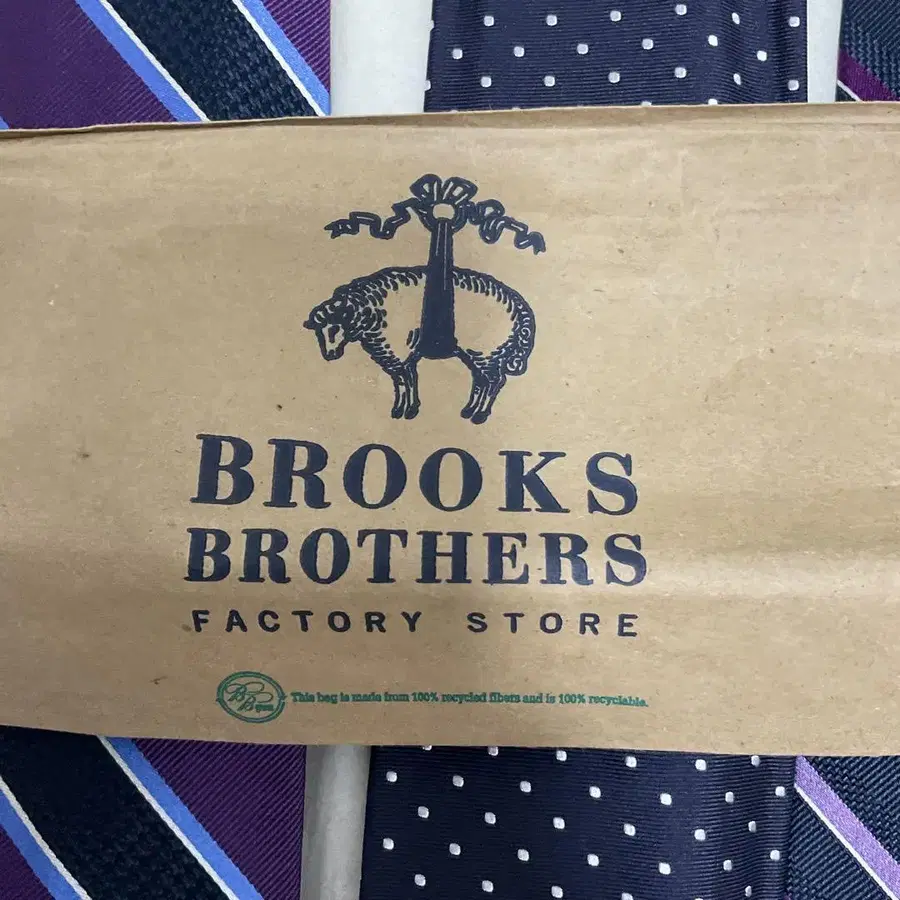 BROOKS
BROTHERS
FACTORY STORE
This bag is made from 100% recycled fibers and is 100% recyclable.